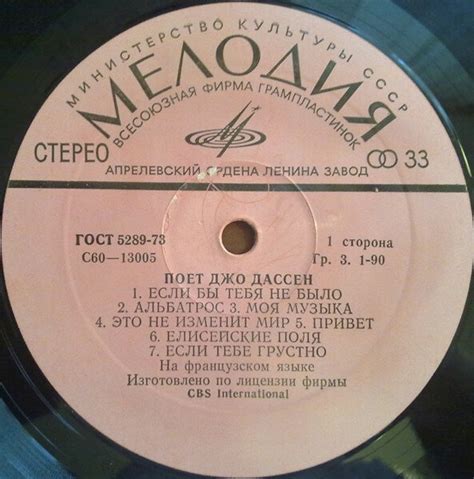 МИНИСТЕРСТВО КУЛЬТУРЫ СССР
МЕЛОДИЯ
ВСЕСОЮЗНАЯ ФИРМА ГРАМПЛАСТИНОК
СТЕРЕО
33
АПРЕЛЕВСКИЙ ОРДЕНА ЛЕНИНА ЗАВОД
ГОСТ 5289-73
1 сторона
С60—13005
Гр. 3. 1-90
ПОЕТ ДЖО ДАССЕН
1. ЕСЛИ БЫ ТЕБЯ НЕ БЫЛО
2. АЛЬБАТРОС 3. МОЯ МУЗЫКА
4. ЭТО НЕ ИЗМЕНИТ МИР 5. ПРИВЕТ
6. ЕЛИСЕЙСКИЕ ПОЛЯ
7. ЕСЛИ ТЕБЕ ГРУСТНО
На французском языке
Изготовлено по лицензии фирмы
CBS International